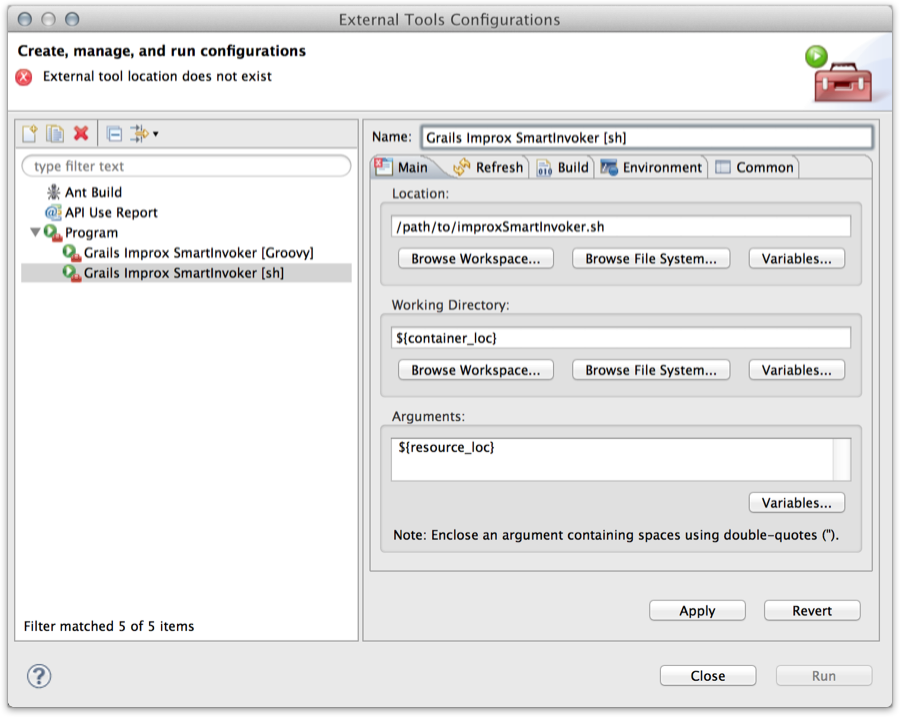 External Tools Configurations
Create, manage, and run configurations
External tool location does not exist
type filter text
Ant Build
API Use Report
Program
Grails Improx SmartInvoker [Groovy]
Grails Improx SmartInvoker [sh]
Filter matched 5 of 5 items
Name: Grails Improx SmartInvoker [sh]
Main Refresh 010 Build Environment Common
Location:
/path/to/improxSmartInvoker.sh
Browse Workspace... Browse File System... Variables...
Working Directory:
${container_loc}
Browse Workspace... Browse File System... Variables...
Arguments:
${resource_loc}
Variables...
Note: Enclose an argument containing spaces using double-quotes (").
Apply Revert
? Close Run